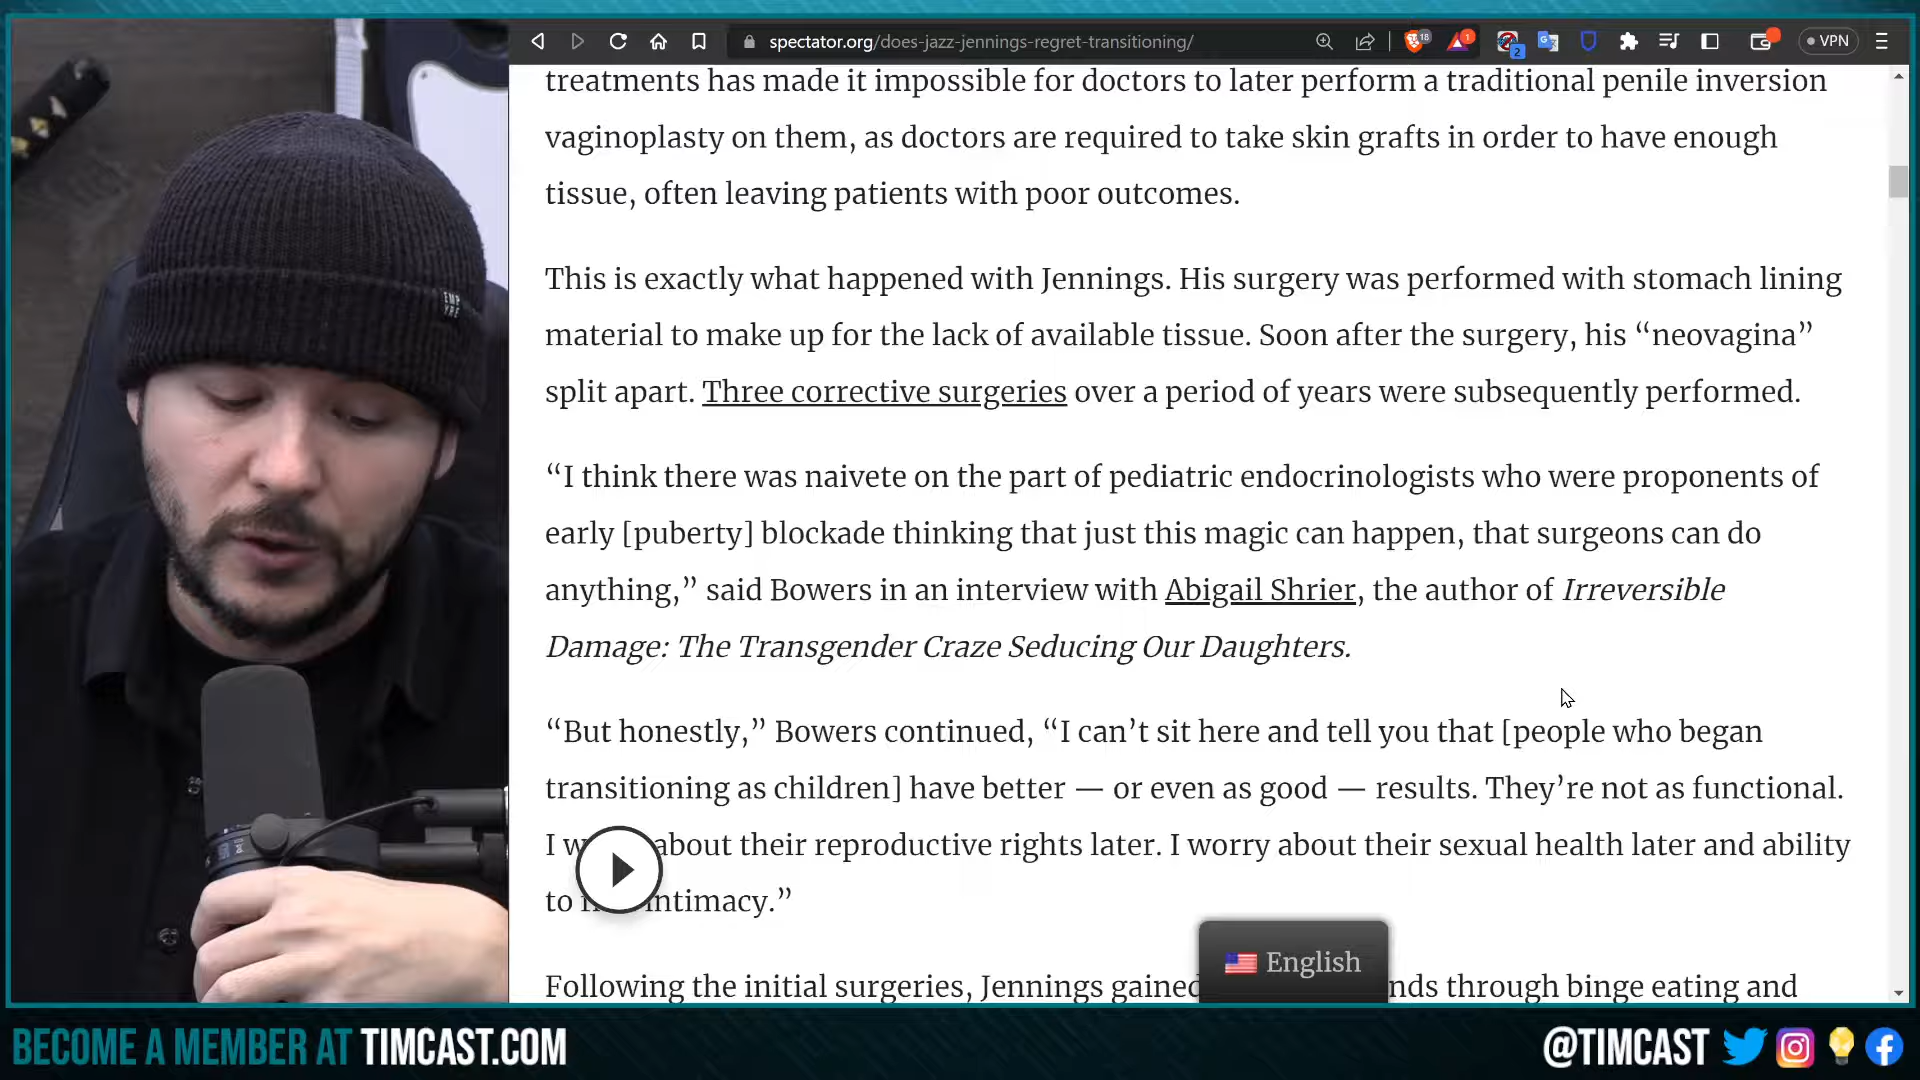 spectator.org/does-jazz-jennings-regret-transitioning/
18
1
2
VPN
treatments has made it impossible for doctors to later perform a traditional penile inversion
vaginoplasty on them, as doctors are required to take skin grafts in order to have enough
tissue, often leaving patients with poor outcomes.
This is exactly what happened with Jennings. His surgery was performed with stomach lining
material to make up for the lack of available tissue. Soon after the surgery, his “neovagina”
split apart. Three corrective surgeries over a period of years were subsequently performed.
“I think there was naivete on the part of pediatric endocrinologists who were proponents of
early [puberty] blockade thinking that just this magic can happen, that surgeons can do
anything,” said Bowers in an interview with Abigail Shrier, the author of Irreversible
Damage: The Transgender Craze Seducing Our Daughters.
“But honestly,” Bowers continued, “I can’t sit here and tell you that [people who began
transitioning as children] have better — or even as good — results. They’re not as functional.
I about their reproductive rights later. I worry about their sexual health later and ability
to intimacy.”
English
Following the initial surgeries, Jennings gained through binge eating and
EMP
YRE
BECOME A MEMBER AT TIMCAST.COM
@TIMCAST